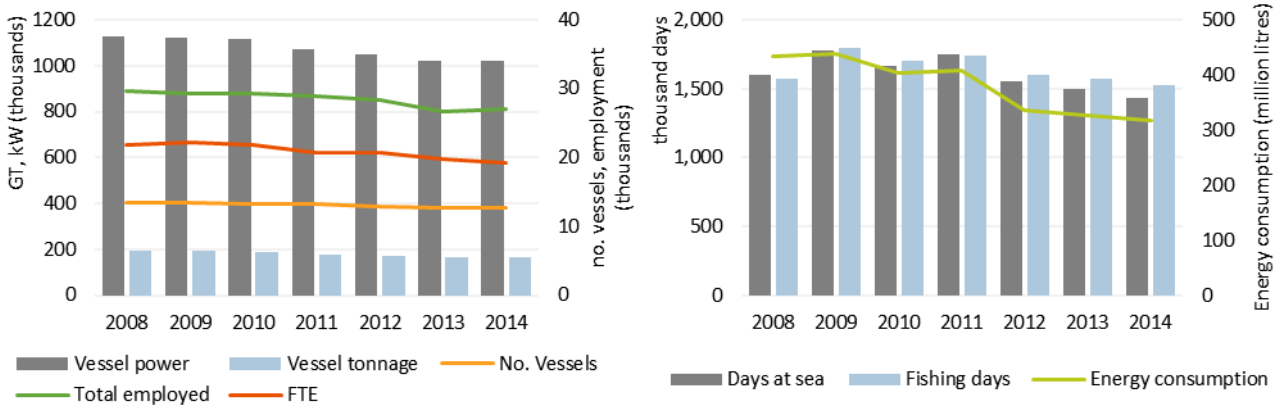 1200
1000
800
600
400
200
0
GT, kW (thousands)
40
30
20
10
0
no. vessels, employment
(thousands)
2008 2009 2010 2011 2012 2013 2014
Vessel power Vessel tonnage No. Vessels
Total employed FTE
2,000
1,500
1,000
500
0
thousand days
500
400
300
200
100
0
Energy consumption (million litres)
2008 2009 2010 2011 2012 2013 2014
Days at sea Fishing days Energy consumption